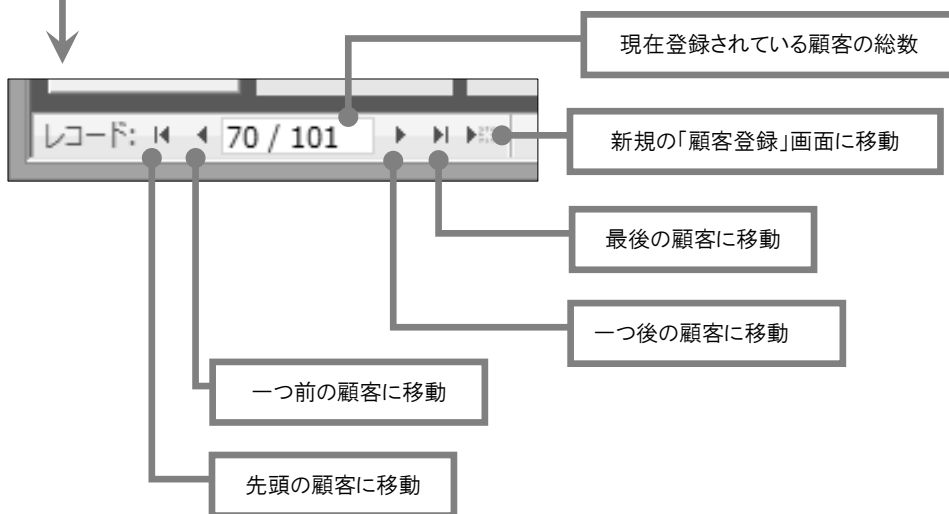 現在登録されている顧客の総数
レコード: 70 / 101
新規の「顧客登録」画面に移動
最後の顧客に移動
一つ後の顧客に移動
一つ前の顧客に移動
先頭の顧客に移動